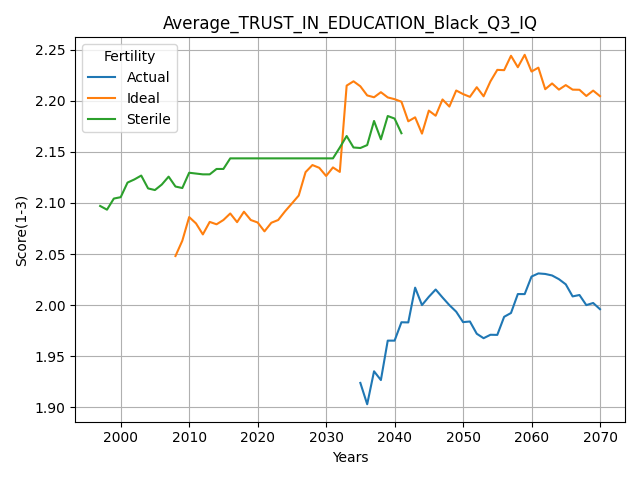 Average_TRUST_IN_EDUCATION_Black_Q3_IQ
Fertility
Actual
Ideal
Sterile
Score(1-3)
2.25
2.20
2.15
2.10
2.05
2.00
1.95
1.90
2000 2010 2020 2030 2040 2050 2060 2070
Years